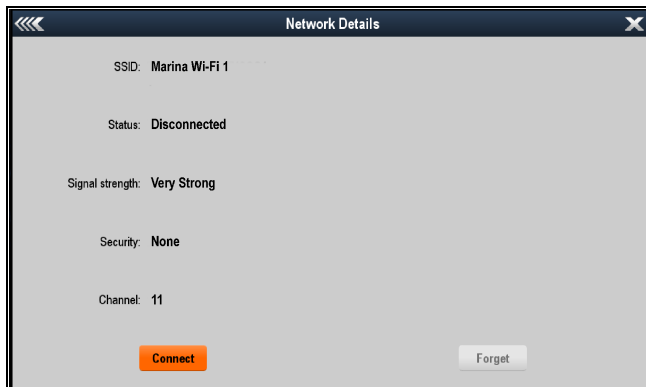 Network Details
SSID: Marina Wi-Fi 1
Status: Disconnected
Signal strength: Very Strong
Security: None
Channel: 11
Connect Forget